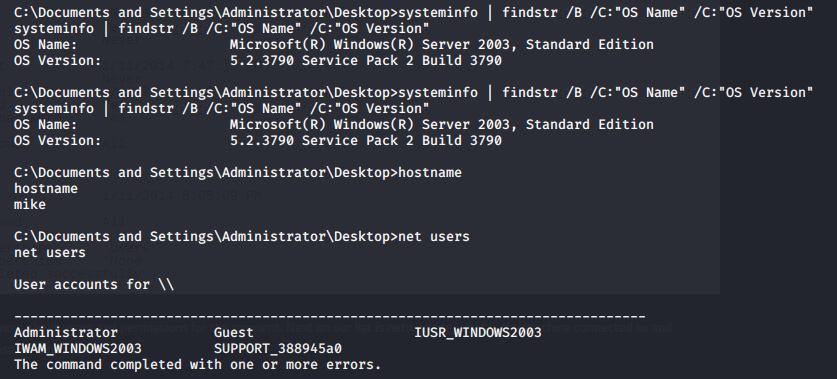 C:\Documents and Settings\Administrator\Desktop>systeminfo | findstr /B /C:"OS Name" /C:"OS Version"
systeminfo | findstr /B /C:"OS Name" /C:"OS Version"
OS Name:                   Microsoft(R) Windows(R) Server 2003, Standard Edition
OS Version:                5.2.3790 Service Pack 2 Build 3790
C:\Documents and Settings\Administrator\Desktop>systeminfo | findstr /B /C:"OS Name" /C:"OS Version"
systeminfo | findstr /B /C:"OS Name" /C:"OS Version"
OS Name:                   Microsoft(R) Windows(R) Server 2003, Standard Edition
OS Version:                5.2.3790 Service Pack 2 Build 3790
C:\Documents and Settings\Administrator\Desktop>hostname
hostname
mike
C:\Documents and Settings\Administrator\Desktop>net users
net users
User accounts for \\
-------------------------------------------------------------------------------
Administrator            Guest                    IUSR_WINDOWS2003
IWAM_WINDOWS2003         SUPPORT_388945a0
The command completed with one or more errors.